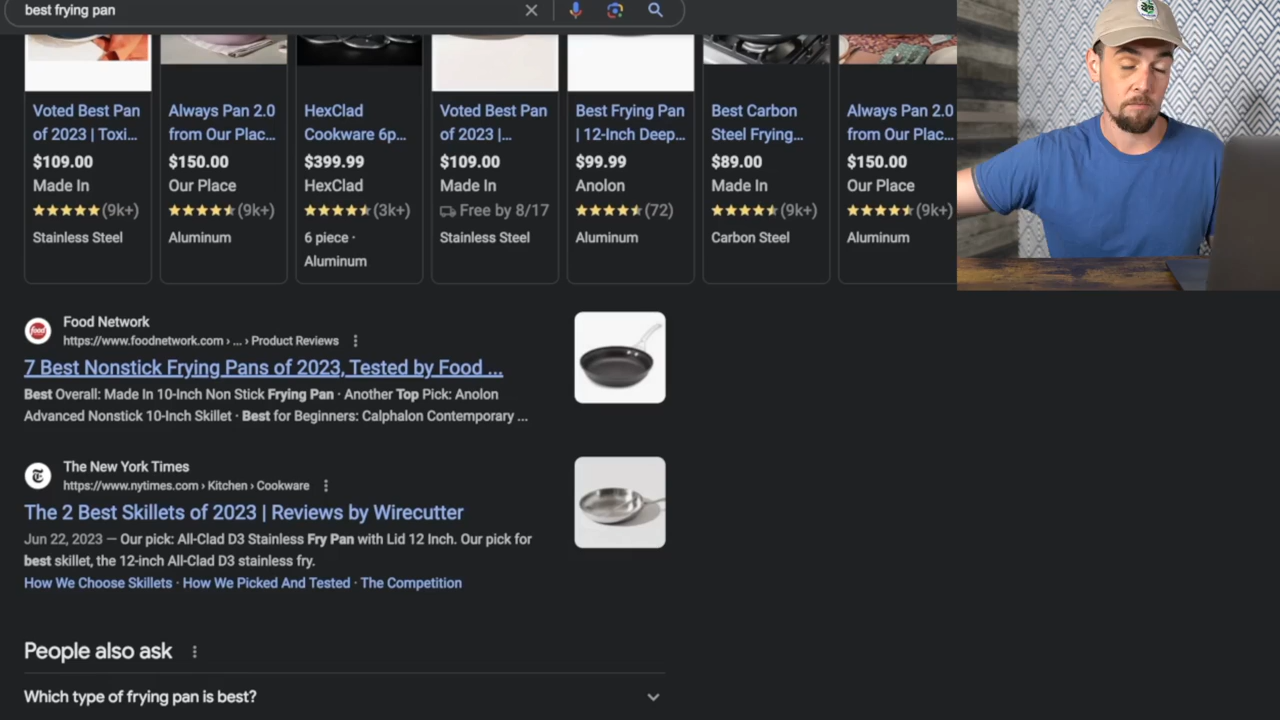 best frying pan
Voted Best Pan
of 2023 | Toxi...
$109.00
Made In
(9k+)
Stainless Steel
Always Pan 2.0
from Our Plac...
$150.00
Our Place
(9k+)
Aluminum
HexClad
Cookware 6p...
$399.99
HexClad
(3k+)
6 piece ·
Aluminum
Voted Best Pan
of 2023 |...
$109.00
Made In
Free by 8/17
Stainless Steel
Best Frying Pan
| 12-Inch Deep...
$99.99
Anolon
(72)
Aluminum
Best Carbon
Steel Frying...
$89.00
Made In
(9k+)
Carbon Steel
Always Pan 2.0
from Our Plac...
$150.00
Our Place
(9k+)
Aluminum
food
Food Network
https://www.foodnetwork.com › ... › Product Reviews
7 Best Nonstick Frying Pans of 2023, Tested by Food ...
Best Overall: Made In 10-Inch Non Stick Frying Pan · Another Top Pick: Anolon
Advanced Nonstick 10-Inch Skillet · Best for Beginners: Calphalon Contemporary ...
The New York Times
https://www.nytimes.com › Kitchen › Cookware
The 2 Best Skillets of 2023 | Reviews by Wirecutter
Jun 22, 2023 — Our pick: All-Clad D3 Stainless Fry Pan with Lid 12 Inch. Our pick for
best skillet, the 12-inch All-Clad D3 stainless fry.
How We Choose Skillets · How We Picked And Tested · The Competition
People also ask
Which type of frying pan is best?